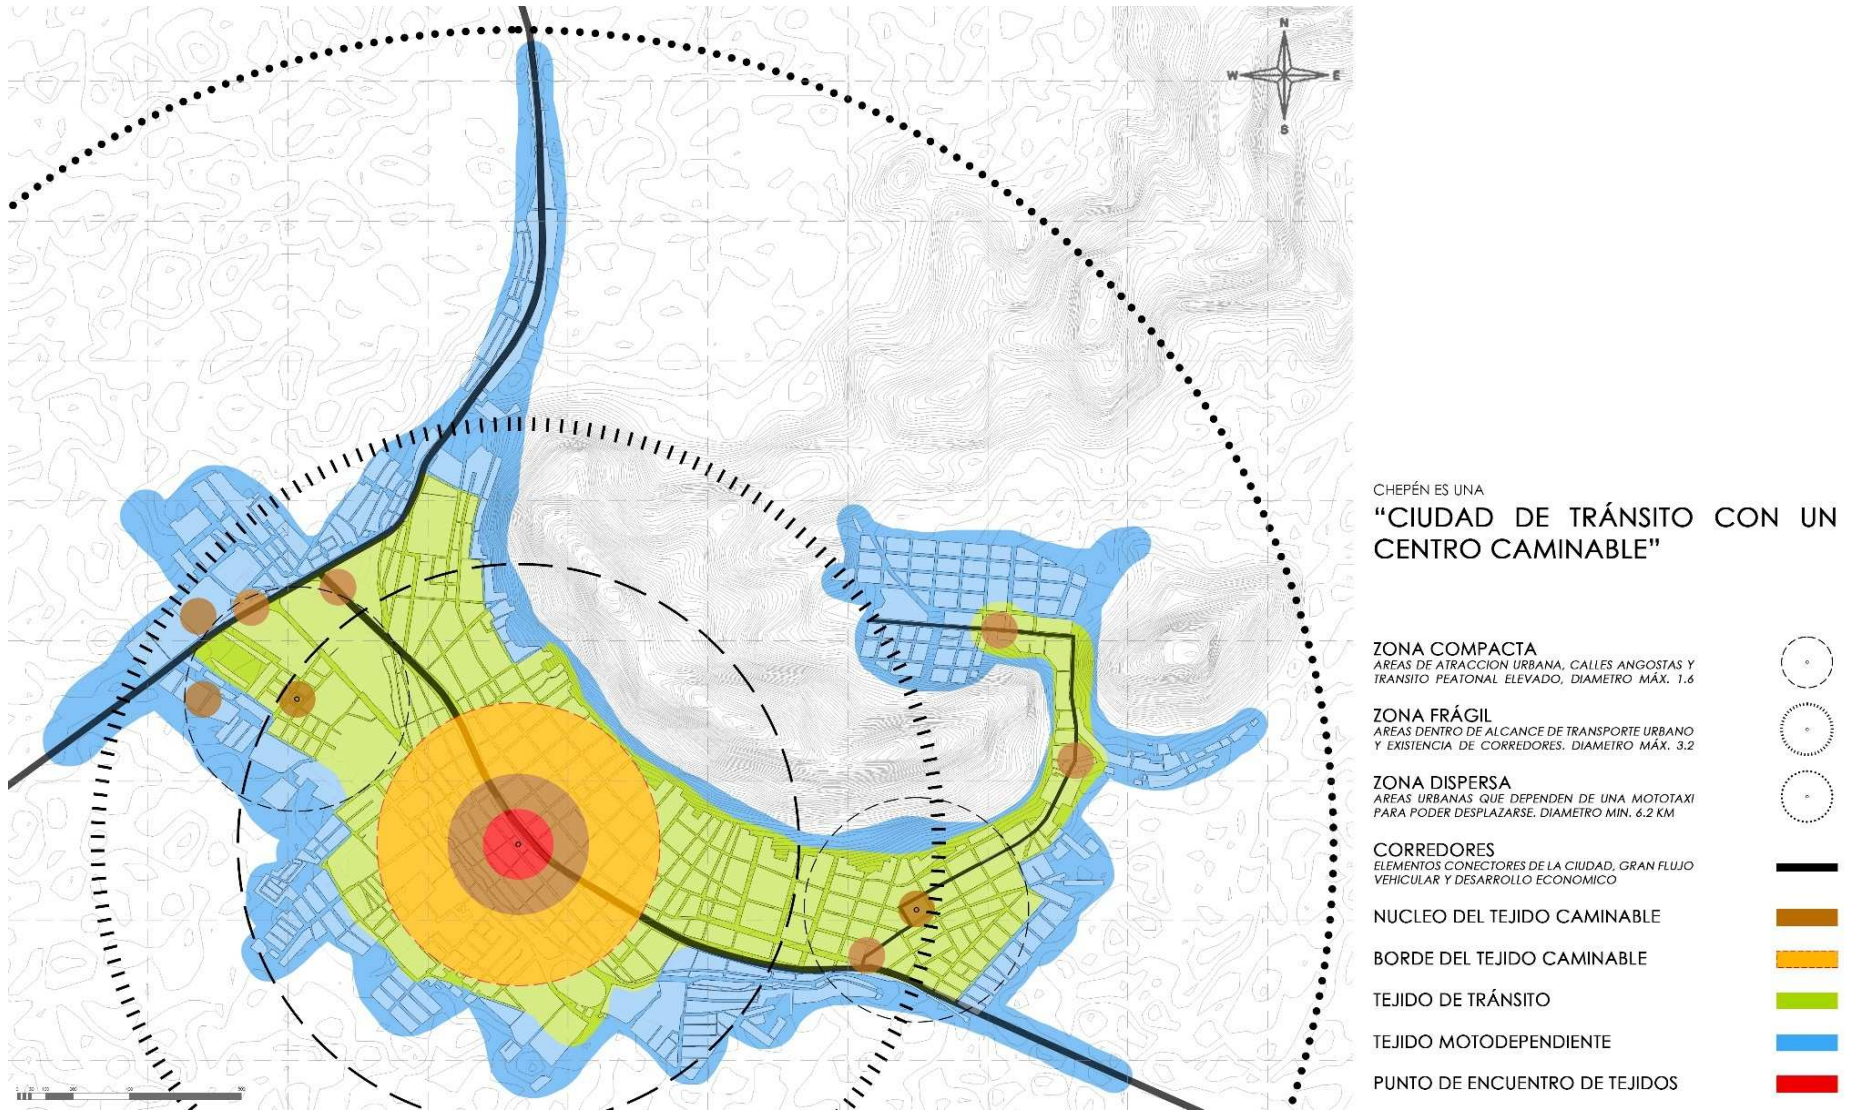 N
W
E
S
CHEPÉN ES UNA
“CIUDAD DE TRÁNSITO CON UN
CENTRO CAMINABLE”
ZONA COMPACTA
AREAS DE ATRACCION URBANA, CALLES ANGOSTAS Y
TRANSITO PEATONAL ELEVADO, DIAMETRO MÁX. 1.6
ZONA FRÁGIL
AREAS DENTRO DE ALCANCE DE TRANSPORTE URBANO
Y EXISTENCIA DE CORREDORES. DIAMETRO MÁX. 3.2
ZONA DISPERSA
AREAS URBANAS QUE DEPENDEN DE UNA MOTOTAXI
PARA PODER DESPLAZARSE. DIAMETRO MIN. 6.2 KM
CORREDORES
ELEMENTOS CONECTORES DE LA CIUDAD, GRAN FLUJO
VEHICULAR Y DESARROLLO ECONOMICO
NUCLEO DEL TEJIDO CAMINABLE
BORDE DEL TEJIDO CAMINABLE
TEJIDO DE TRÁNSITO
TEJIDO MOTODEPENDIENTE
PUNTO DE ENCUENTRO DE TEJIDOS